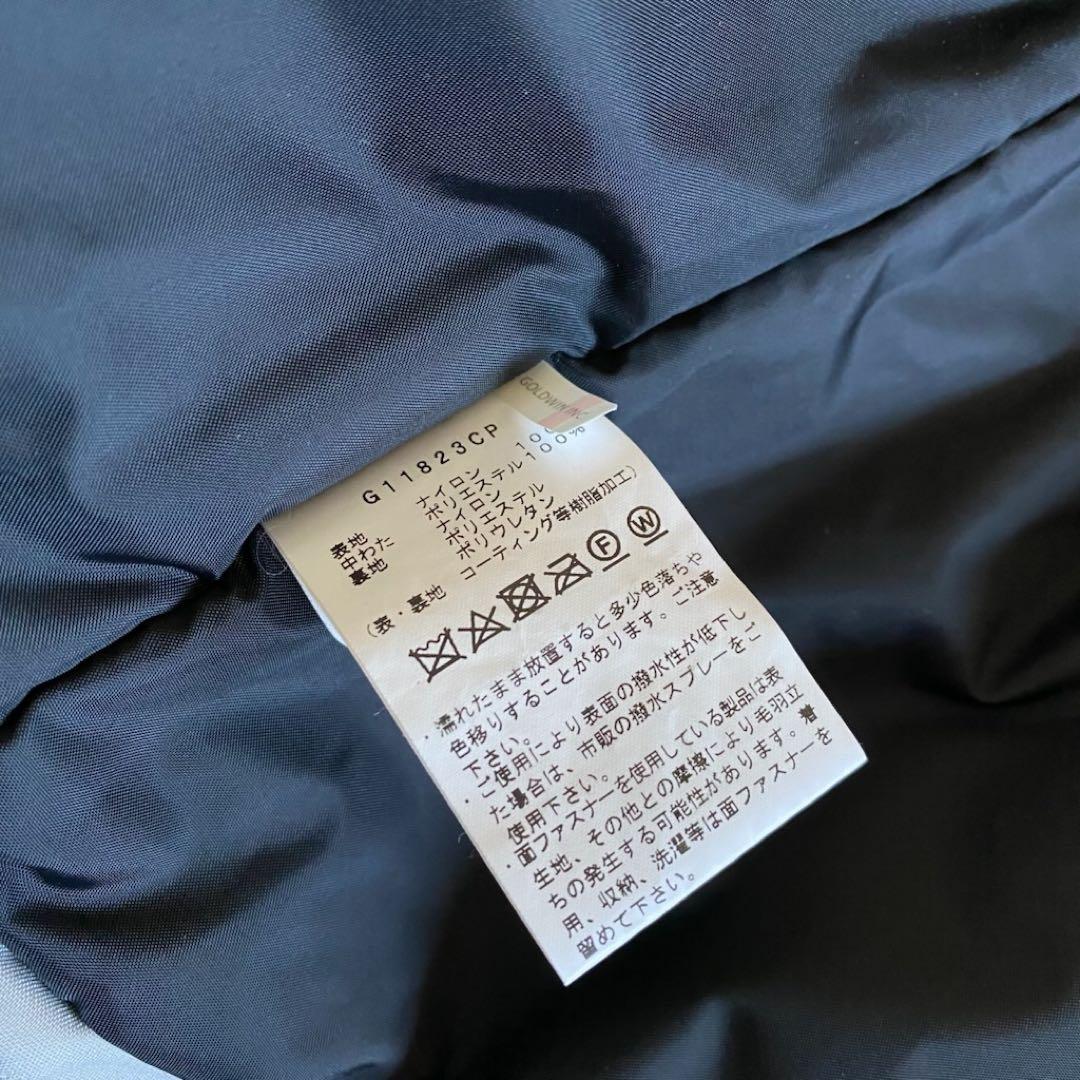 GOLDWIN INC
G11823CP
表地 ナイロン 100
中わた ポリエステル100%
裏地 ナイロン
ポリエステル
ポリウレタン
(表・裏地 コーティング等樹脂加工)
F W
・濡れたまま放置すると多少色落ちや
色移りすることがあります。ご注意
下さい。
・ご使用により表面の撥水性が低下し
た場合は、市販の撥水スプレーをご
使用下さい。
・面ファスナーを使用している製品は表
生地、その他との摩擦により毛羽立
ちの発生する可能性があります。着
用、収納、洗濯等は面ファスナーを
留めて下さい。